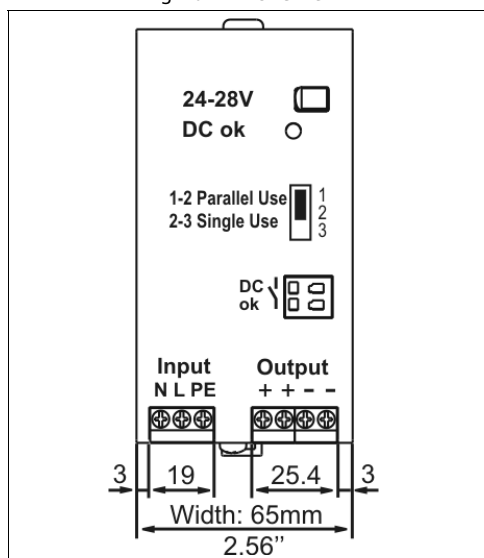 24-28V
DC ok
1-2 Parallel Use
2-3 Single Use
1
2
3
DC
ok
Input
Output
N L PE
+ + - -
3
19
25.4
3
Width: 65mm
2.56’’